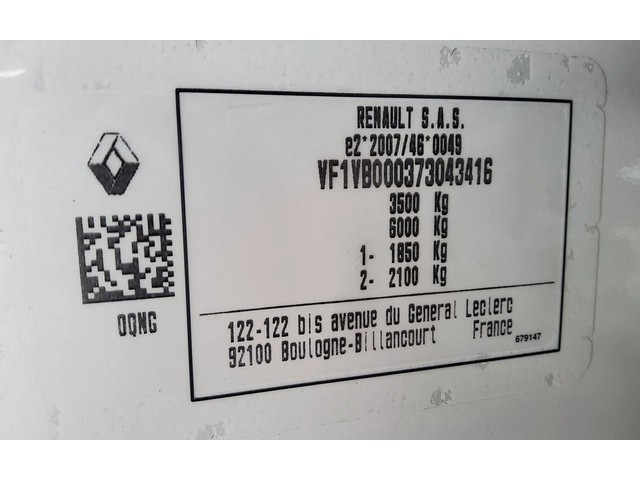 RENAULT S.A.S.
e2*2007/46*0049
VF1VB000373043416
3500 Kg
6000 Kg
1- 1850 Kg
2- 2100 Kg
0QNG
122-122 bis avenue du General Leclerc
92100 Boulogne-Billancourt France
679147